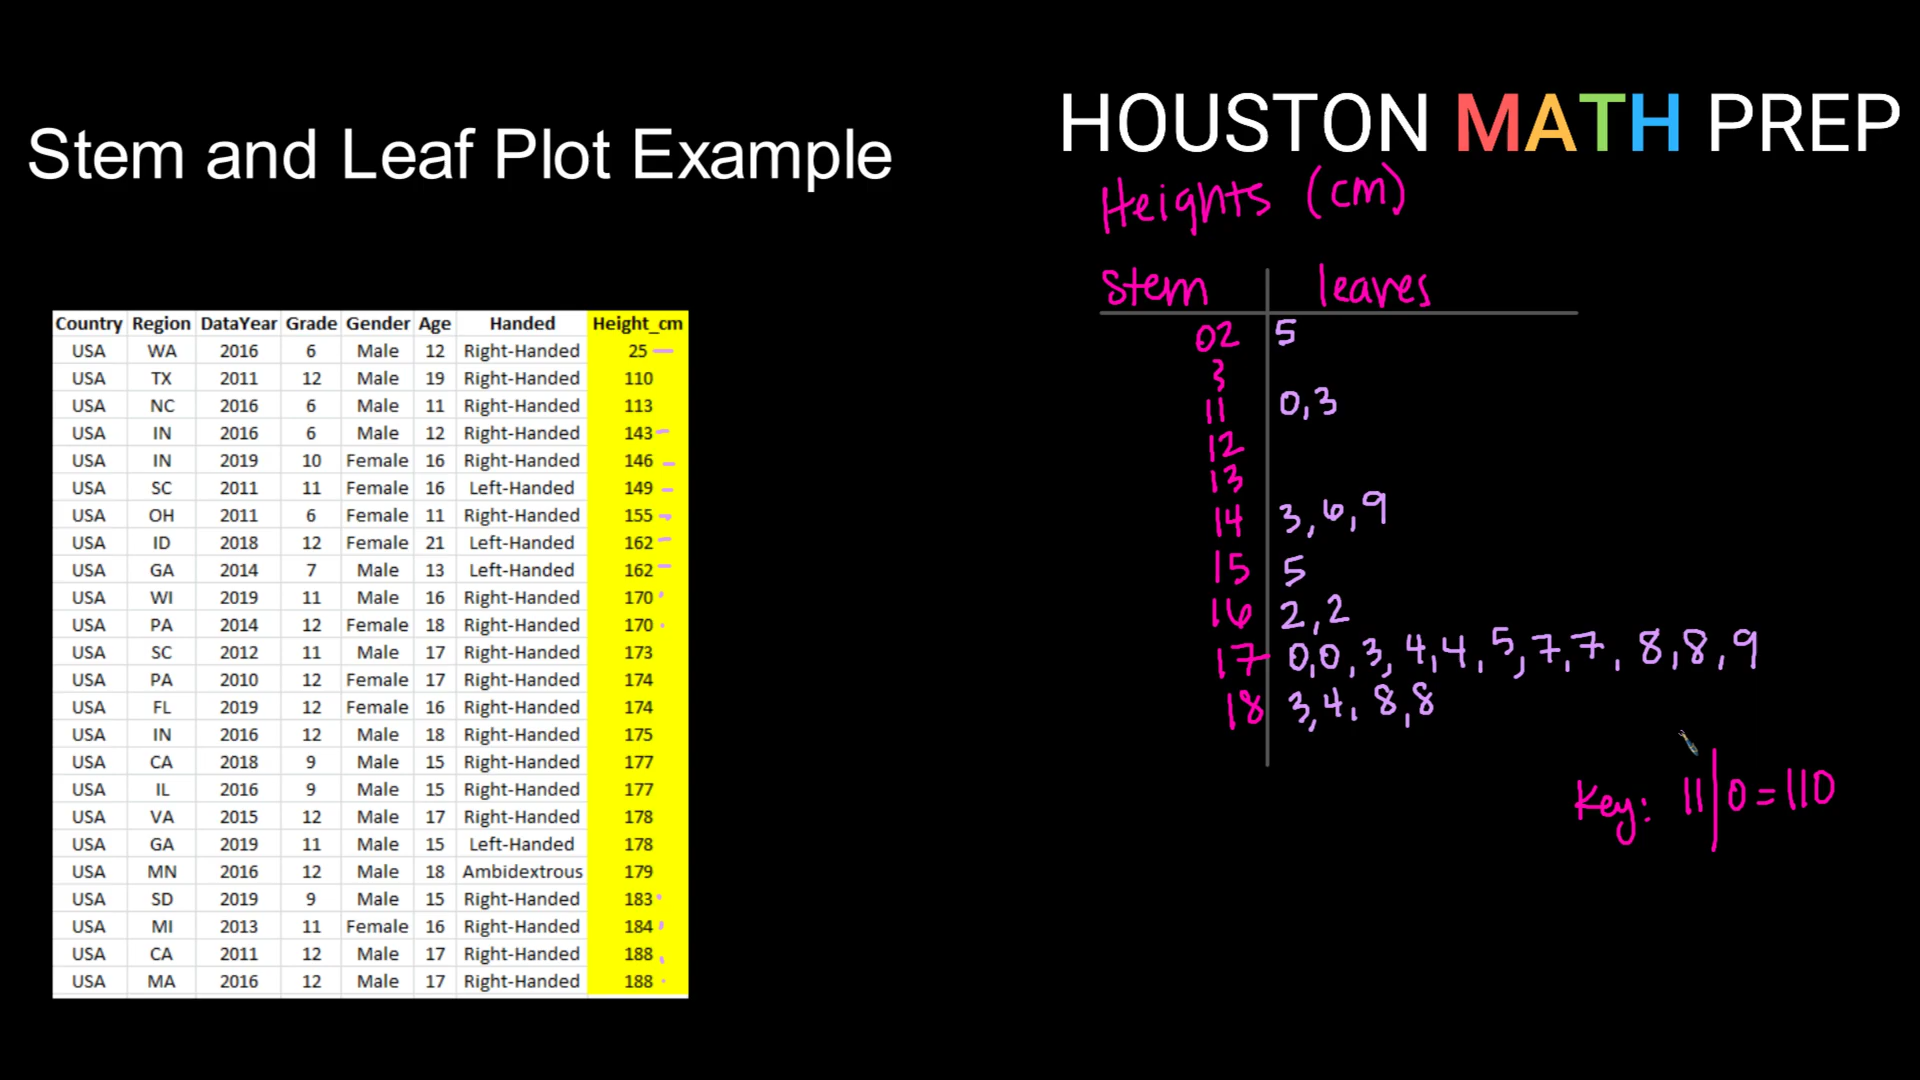 Stem and Leaf Plot Example
HOUSTON MATH PREP
Heights (cm)
Stem leaves
02 5
3
11 0,3
12
13
14 3,6,9
15 5
16 2,2
17 0,0,3,4,4,5,7,7,8,8,9
18 3,4,8,8
Key: 11|0=110
Country Region DataYear Grade Gender Age Handed Height_cm
USA WA 2016 6 Male 12 Right-Handed 25
USA TX 2011 12 Male 19 Right-Handed 110
USA NC 2016 6 Male 11 Right-Handed 113
USA IN 2016 6 Male 12 Right-Handed 143
USA IN 2019 10 Female 16 Right-Handed 146
USA SC 2011 11 Female 16 Left-Handed 149
USA OH 2011 6 Female 11 Right-Handed 155
USA ID 2018 12 Female 21 Left-Handed 162
USA GA 2014 7 Male 13 Left-Handed 162
USA WI 2019 11 Male 16 Right-Handed 170
USA PA 2014 12 Female 18 Right-Handed 170
USA SC 2012 11 Male 17 Right-Handed 173
USA PA 2010 12 Female 17 Right-Handed 174
USA FL 2019 12 Female 16 Right-Handed 174
USA IN 2016 12 Male 18 Right-Handed 175
USA CA 2018 9 Male 15 Right-Handed 177
USA IL 2016 9 Male 15 Right-Handed 177
USA VA 2015 12 Male 17 Right-Handed 178
USA GA 2019 11 Male 15 Left-Handed 178
USA MN 2016 12 Male 18 Ambidextrous 179
USA SD 2019 9 Male 15 Right-Handed 183
USA MI 2013 11 Female 16 Right-Handed 184
USA CA 2011 12 Male 17 Right-Handed 188
USA MA 2016 12 Male 17 Right-Handed 188